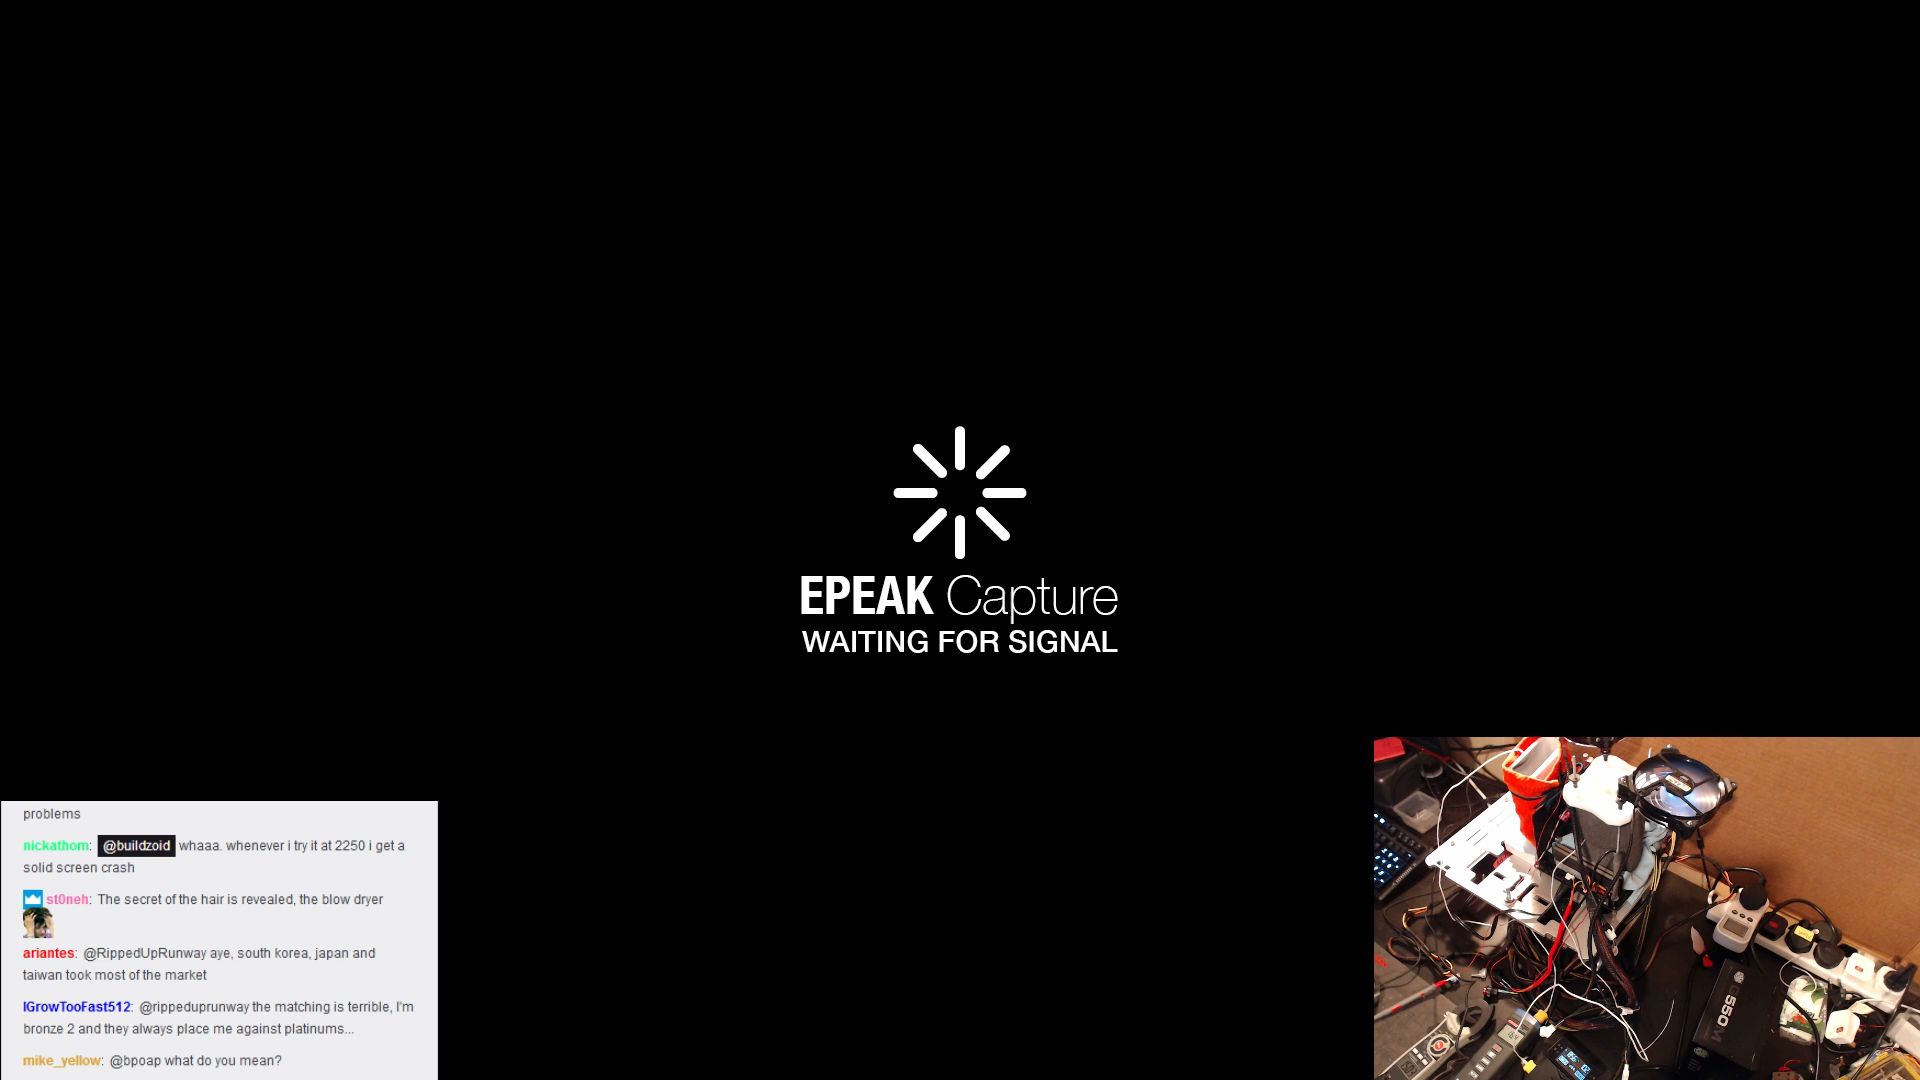 EPEAK Capture
WAITING FOR SIGNAL
problems
nickathom: @buildzoid whaaa. whenever i try it at 2250 i get a
solid screen crash
st0neh: The secret of the hair is revealed, the blow dryer
ariantes: @RippedUpRunway aye, south korea, japan and
taiwan took most of the market
IGrowTooFast512: @rippeduprunway the matching is terrible, I'm
bronze 2 and they always place me against platinums...
mike_yellow: @bpoap what do you mean?
G550M